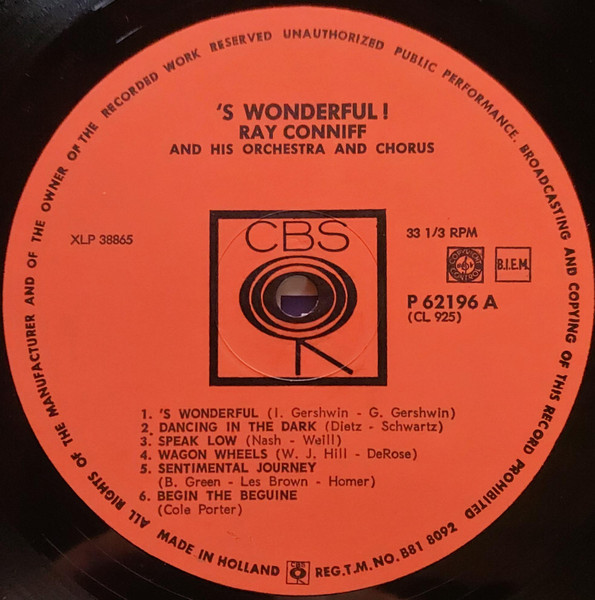 ALL RIGHTS OF THE MANUFACTURER AND OF THE OWNER OF THE RECORDED WORK RESERVED UNAUTHORIZED PUBLIC PERFORMANCE. BROADCASTING AND COPYING OF THIS RECORD PROHIBITED
'S WONDERFUL!
RAY CONNIFF
AND HIS ORCHESTRA AND CHORUS
CBS
XLP 38865
33 1/3 RPM
B.I.E.M.
P 62196 A
(CL 925)
1. 'S WONDERFUL (I. Gershwin - G. Gershwin)
2. DANCING IN THE DARK (Dietz - Schwartz)
3. SPEAK LOW (Nash - Weill)
4. WAGON WHEELS (W. J. Hill - DeRose)
5. SENTIMENTAL JOURNEY
(B. Green - Les Brown - Homer)
6. BEGIN THE BEGUINE
(Cole Porter)
MADE IN HOLLAND CBS REG.T.M.NO. B81 8092